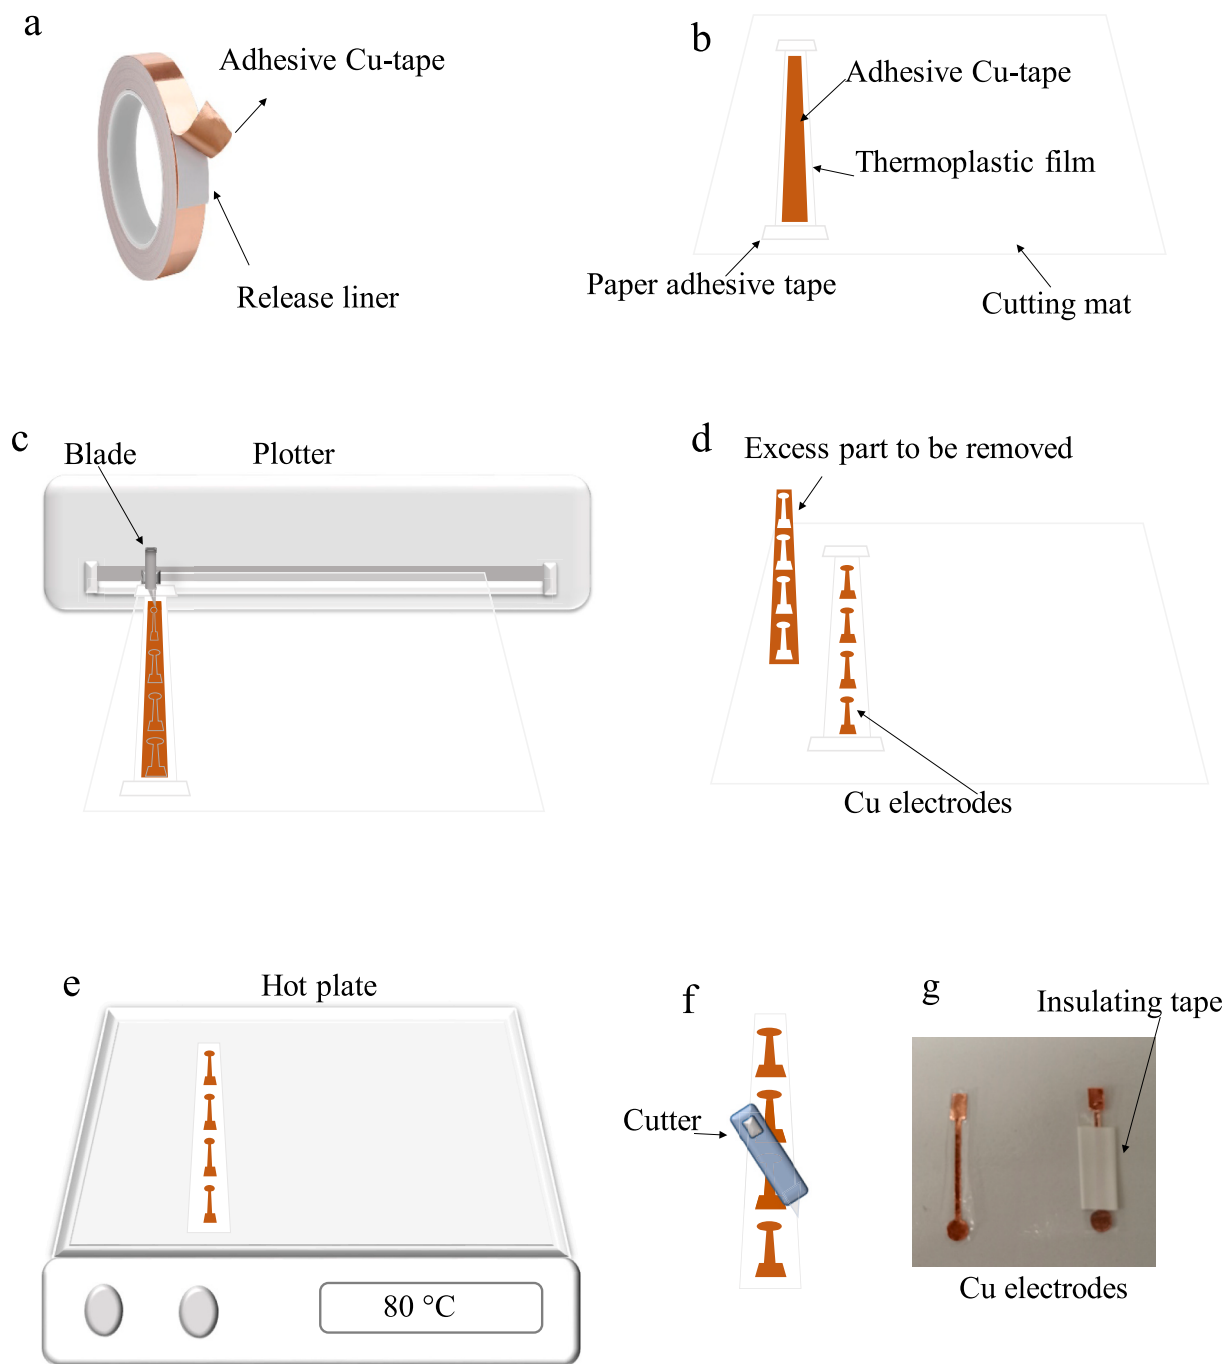 a
Adhesive Cu-tape
Release liner
b
Adhesive Cu-tape
Thermoplastic film
Paper adhesive tape
Cutting mat
c
Blade
Plotter
d
Excess part to be removed
Cu electrodes
e
Hot plate
80 °C
f
Cutter
g
Insulating tape
Cu electrodes